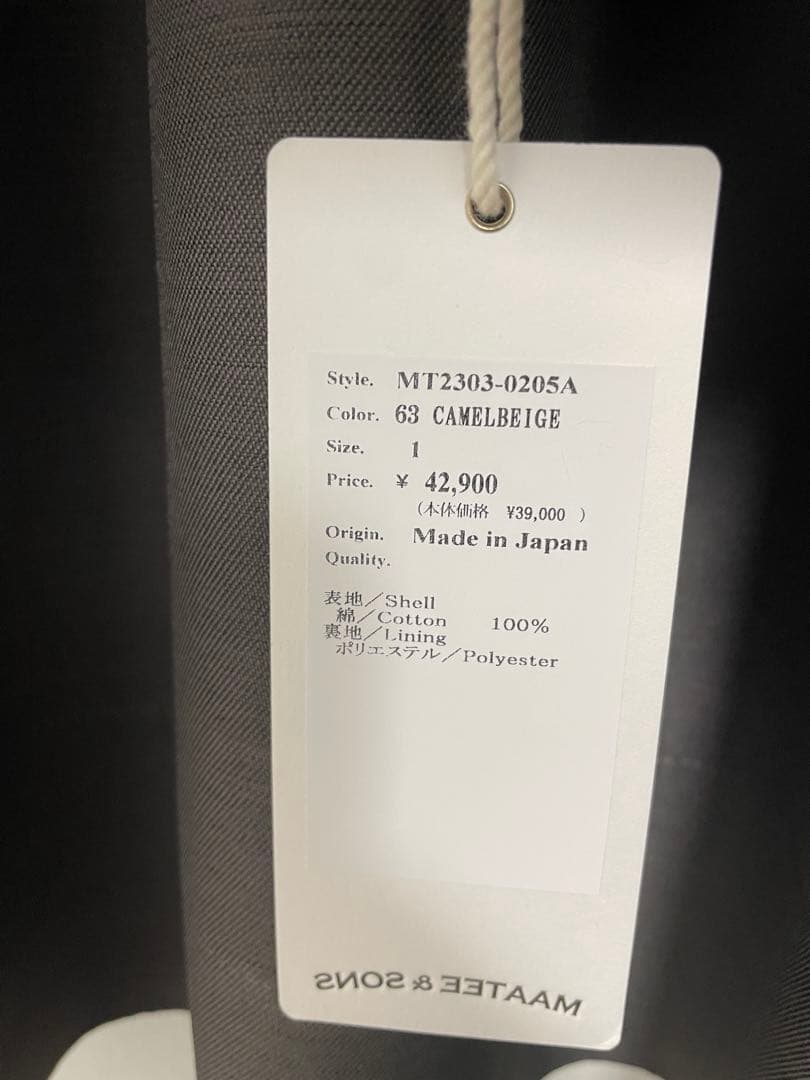 Style. MT2303-0205A
Color. 63 CAMELBEIGE
Size. 1
Price. ¥ 42,900
(本体価格 ¥39,000 )
Origin. Made in Japan
Quality.
表地／Shell
綿／Cotton 100%
裏地／Lining
ポリエステル／Polyester
MAATEE & SONS